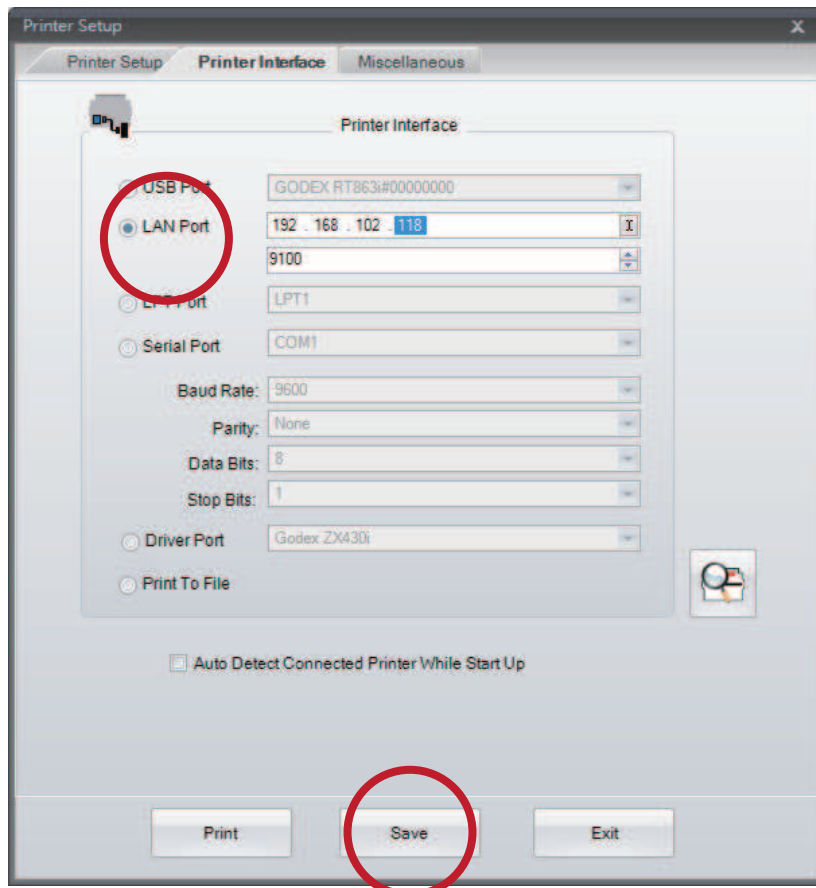 Printer Setup X
Printer Setup Printer Interface Miscellaneous
Printer Interface
USB Port GODEX RT863i#00000000
LAN Port 192 . 168 . 102 . 118
9100
LPT Port LPT1
Serial Port COM1
Baud Rate: 9600
Parity: None
Data Bits: 8
Stop Bits: 1
Driver Port Godex ZX430i
Print To File
Auto Detect Connected Printer While Start Up
Print Save Exit